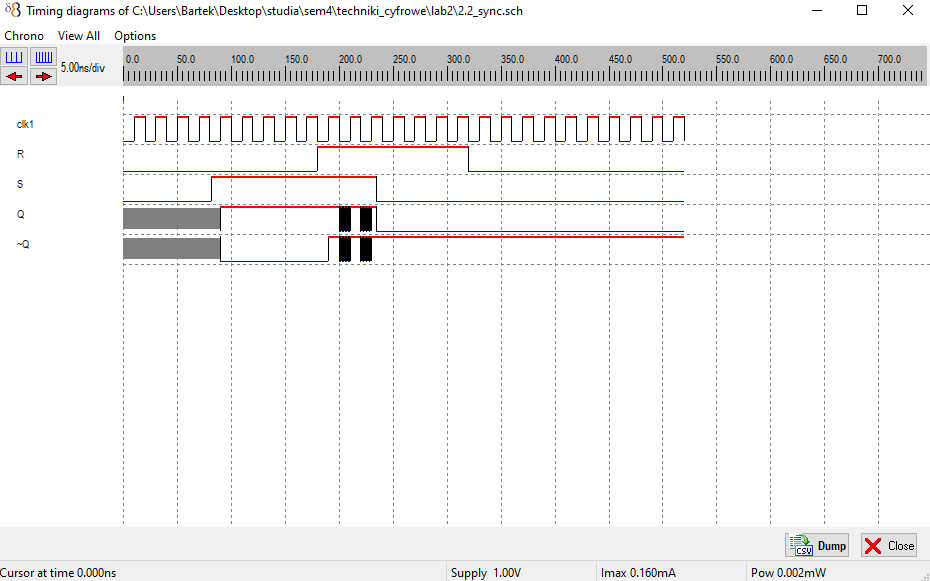 Timing diagrams of C:\Users\Bartek\Desktop\studia\sem4\techniki_cyfrowe\lab2\2.2_sync.sch
Chrono View All Options
5.00ns/div
0.0 50.0 100.0 150.0 200.0 250.0 300.0 350.0 400.0 450.0 500.0 550.0 600.0 650.0 700.0
clk1
R
S
Q
~Q
CSV Dump Close
Cursor at time 0.000ns Supply 1.00V Imax 0.160mA Pow 0.002mW